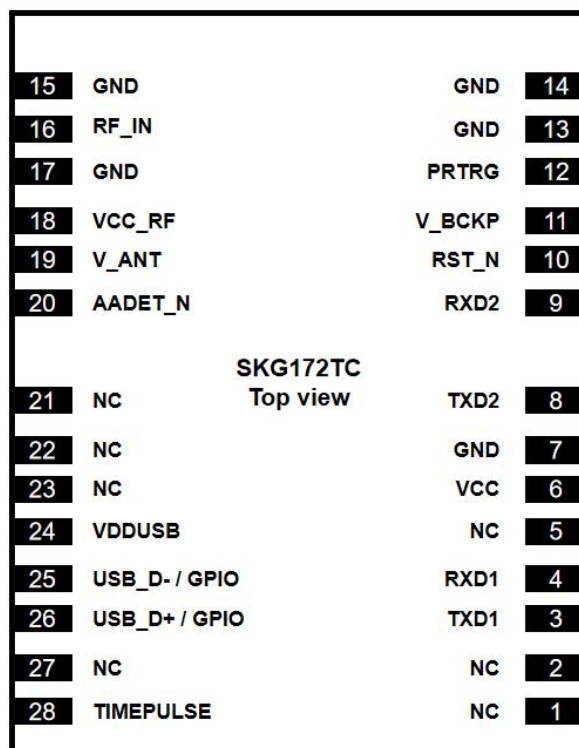 15 GND GND 14
16 RF_IN GND 13
17 GND PRTRG 12
18 VCC_RF V_BCKP 11
19 V_ANT RST_N 10
20 AADET_N RXD2 9
SKG172TC
Top view
21 NC TXD2 8
22 NC GND 7
23 NC VCC 6
24 VDDUSB NC 5
25 USB_D- / GPIO RXD1 4
26 USB_D+ / GPIO TXD1 3
27 NC NC 2
28 TIMEPULSE NC 1